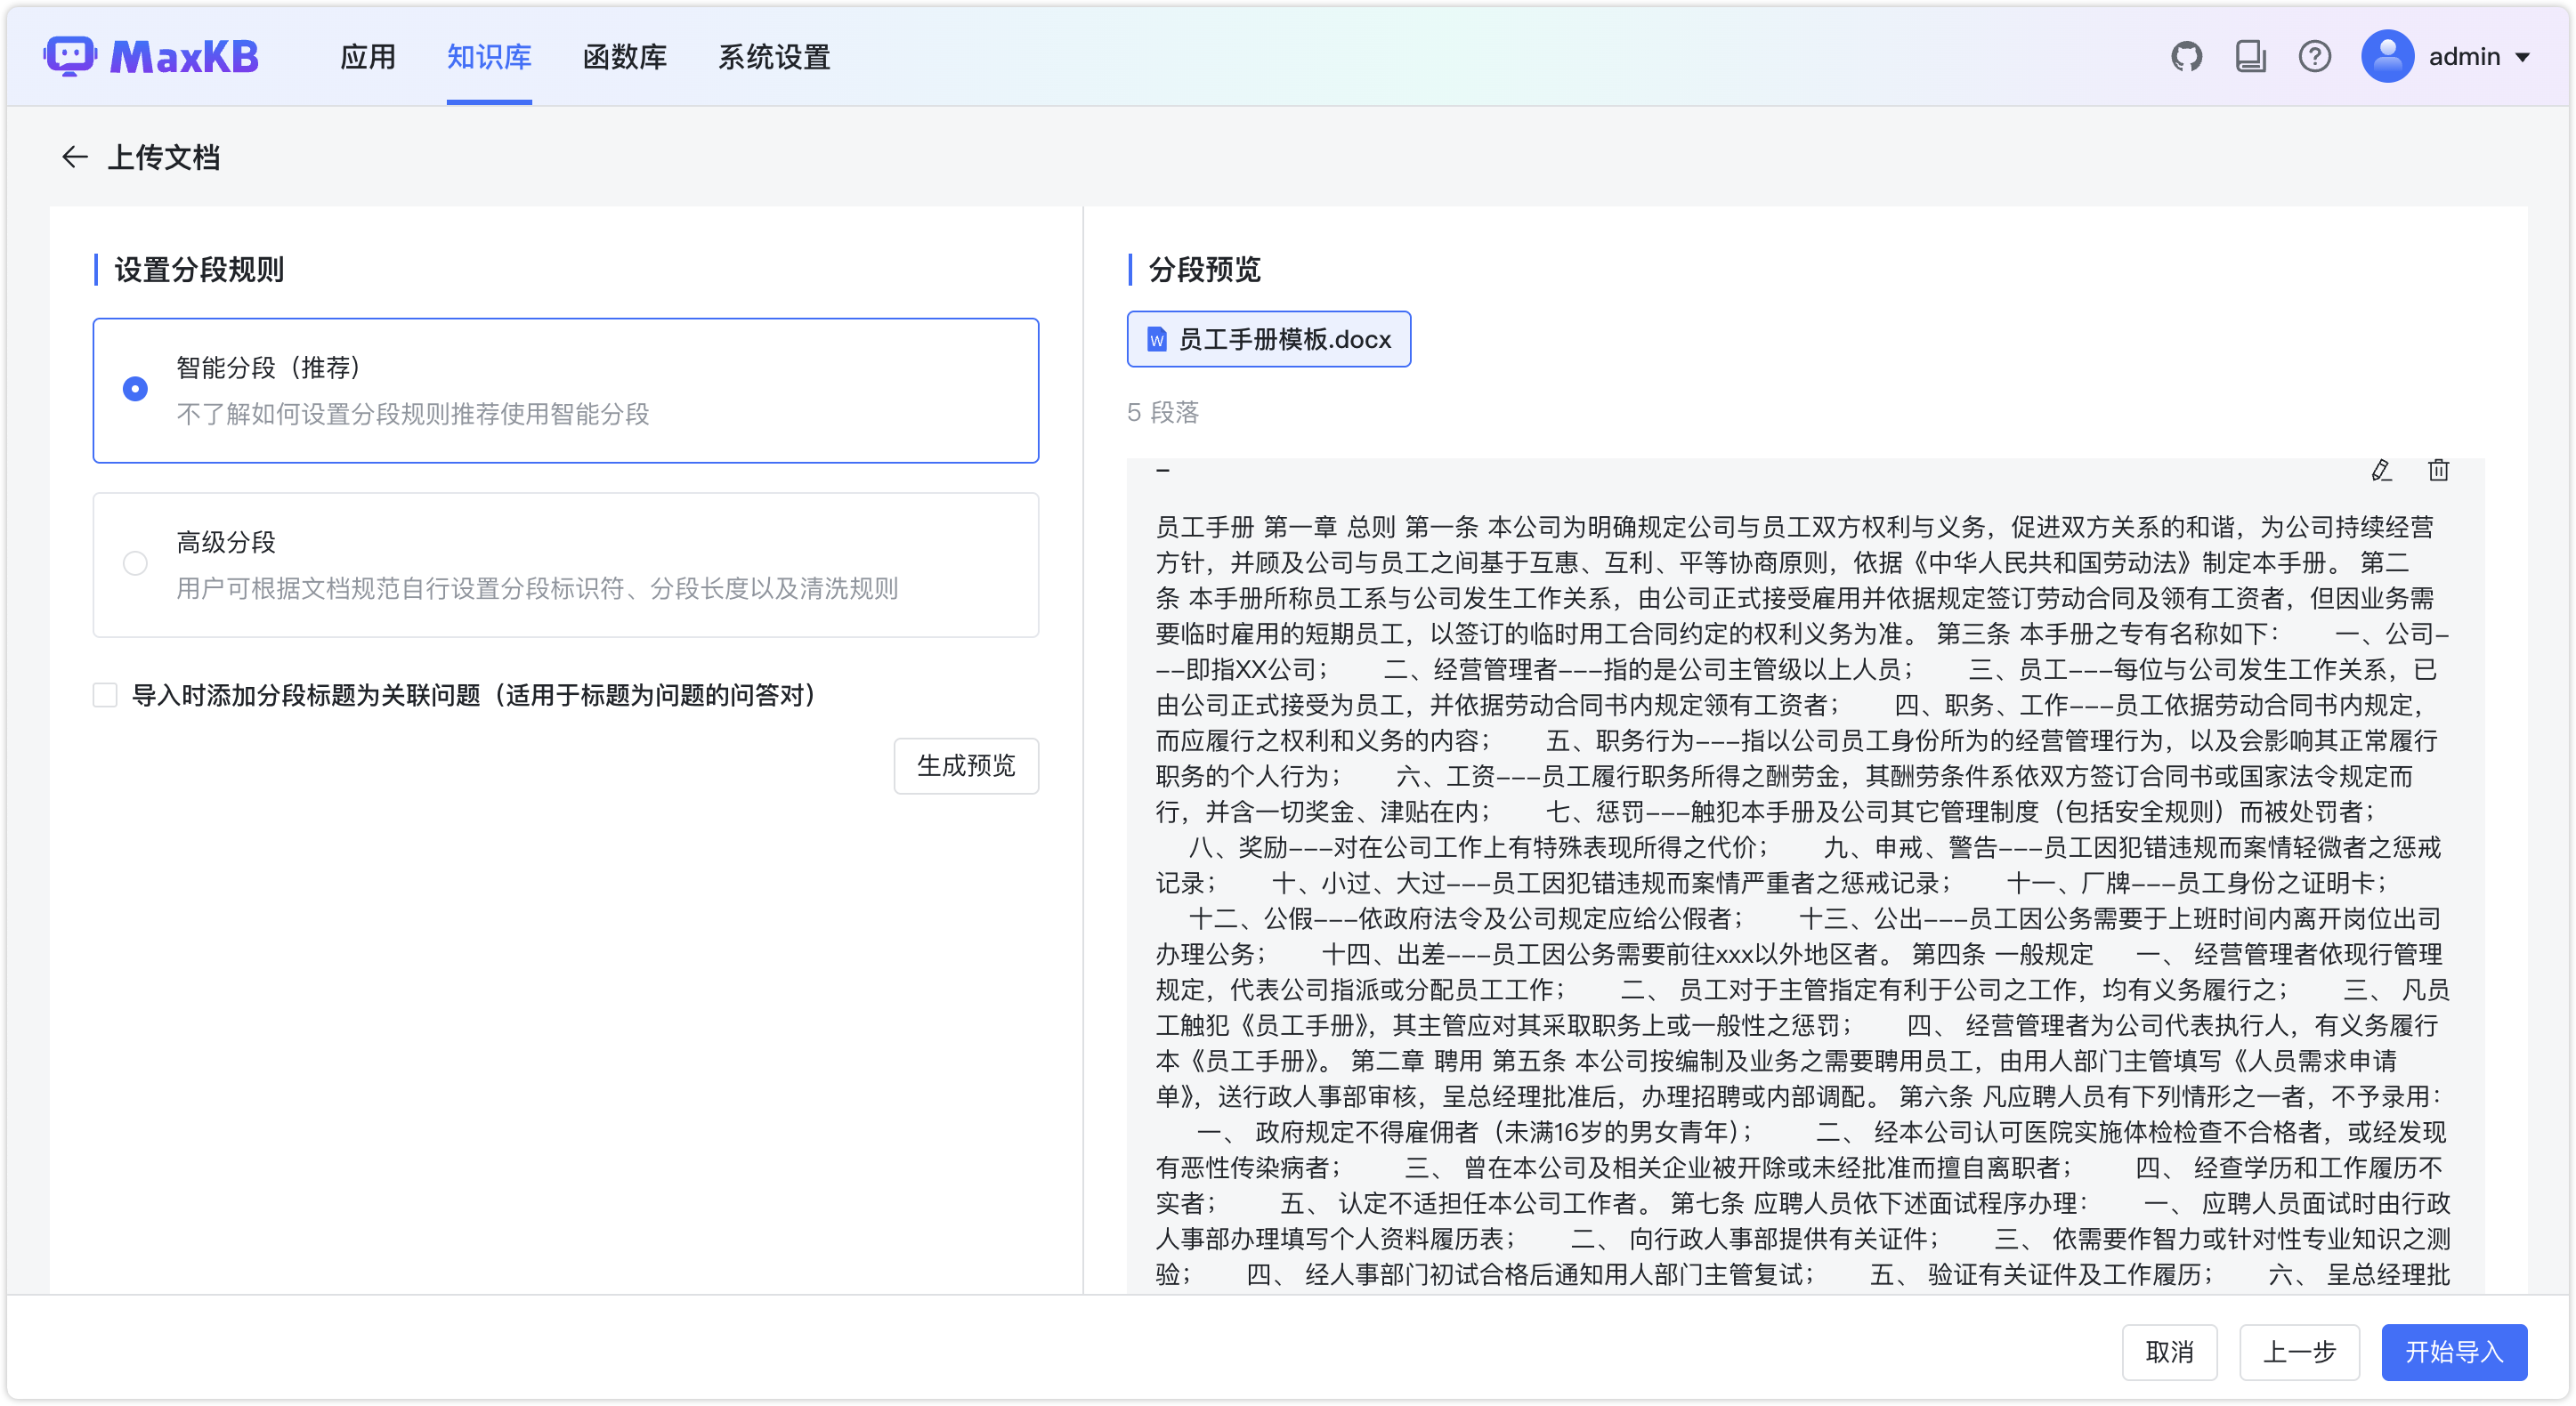 MaxKB 应用 知识库 函数库 系统设置 admin
上传文档
设置分段规则
智能分段（推荐）
不了解如何设置分段规则推荐使用智能分段
高级分段
用户可根据文档规范自行设置分段标识符、分段长度以及清洗规则
导入时添加分段标题为关联问题（适用于标题为问题的问答对）
生成预览
分段预览
员工手册模板.docx
5 段落
-
员工手册 第一章 总则 第一条 本公司为明确规定公司与员工双方权利与义务，促进双方关系的和谐，为公司持续经营
方针，并顾及公司与员工之间基于互惠、互利、平等协商原则，依据《中华人民共和国劳动法》制定本手册。 第二
条 本手册所称员工系与公司发生工作关系，由公司正式接受雇用并依据规定签订劳动合同及领有工资者，但因业务需
要临时雇用的短期员工，以签订的临时用工合同约定的权利义务为准。 第三条 本手册之专有名称如下： 一、公司-
--即指XX公司； 二、经营管理者---指的是公司主管级以上人员； 三、员工---每位与公司发生工作关系，已
由公司正式接受为员工，并依据劳动合同书内规定领有工资者； 四、职务、工作---员工依据劳动合同书内规定，
而应履行之权利和义务的内容； 五、职务行为---指以公司员工身份所为的经营管理行为，以及会影响其正常履行
职务的个人行为； 六、工资---员工履行职务所得之酬劳金，其酬劳条件系依双方签订合同书或国家法令规定而
行，并含一切奖金、津贴在内； 七、惩罚---触犯本手册及公司其它管理制度（包括安全规则）而被处罚者；
八、奖励---对在公司工作上有特殊表现所得之代价； 九、申戒、警告---员工因犯错违规而案情轻微者之惩戒
记录； 十、小过、大过---员工因犯错违规而案情严重者之惩戒记录； 十一、厂牌---员工身份之证明卡；
十二、公假---依政府法令及公司规定应给公假者； 十三、公出---员工因公务需要于上班时间内离开岗位出司
办理公务； 十四、出差---员工因公务需要前往xxx以外地区者。 第四条 一般规定 一、 经营管理者依现行管理
规定，代表公司指派或分配员工工作； 二、 员工对于主管指定有利于公司之工作，均有义务履行之； 三、 凡员
工触犯《员工手册》，其主管应对其采取职务上或一般性之惩罚； 四、 经营管理者为公司代表执行人，有义务履行
本《员工手册》。 第二章 聘用 第五条 本公司按编制及业务之需要聘用员工，由用人部门主管填写《人员需求申请
单》，送行政人事部审核，呈总经理批准后，办理招聘或内部调配。 第六条 凡应聘人员有下列情形之一者，不予录用：
一、 政府规定不得雇佣者（未满16岁的男女青年）； 二、 经本公司认可医院实施体检检查不合格者，或经发现
有恶性传染病者； 三、 曾在本公司及相关企业被开除或未经批准而擅自离职者； 四、 经查学历和工作履历不
实者； 五、 认定不适担任本公司工作者。 第七条 应聘人员依下述面试程序办理： 一、 应聘人员面试时由行政
人事部办理填写个人资料履历表； 二、 向行政人事部提供有关证件； 三、 依需要作智力或针对性专业知识之测
验； 四、 经人事部门初试合格后通知用人部门主管复试； 五、 验证有关证件及工作履历； 六、 呈总经理批
取消 上一步 开始导入